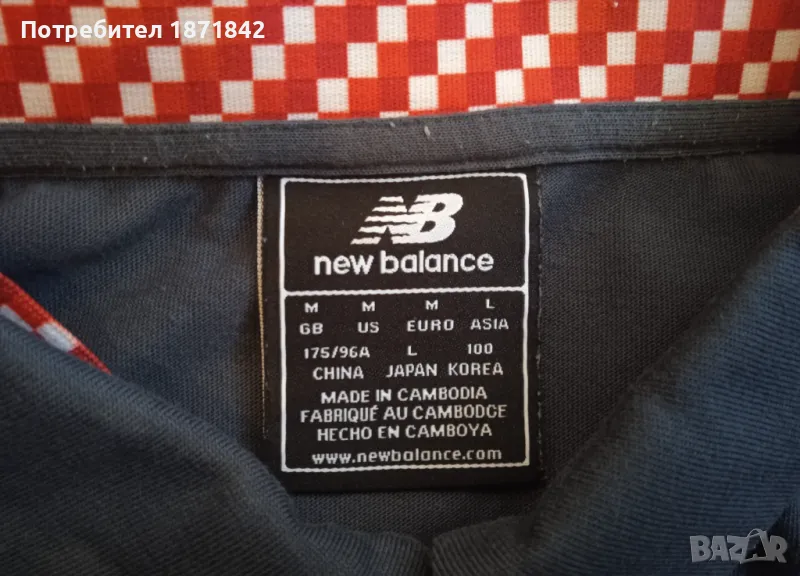 Потребител 1871842
NB
new balance
M M M L
GB US EURO ASIA
175/96A L 100
CHINA JAPAN KOREA
MADE IN CAMBODIA
FABRIQUÉ AU CAMBODGE
HECHO EN CAMBOYA
www.newbalance.com
BAZAR